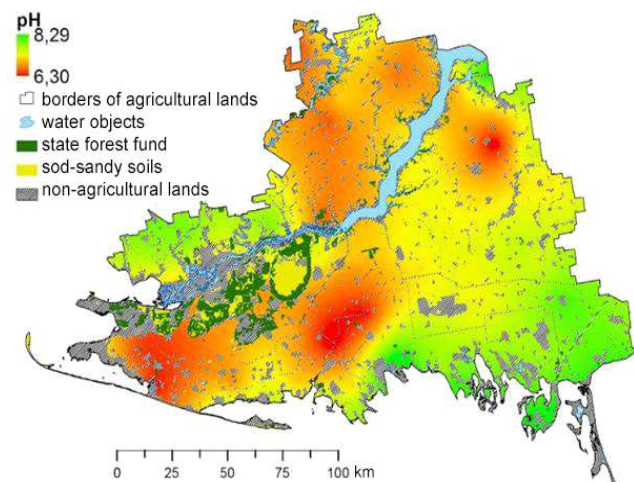 pH
8,29
6,30
borders of agricultural lands
water objects
state forest fund
sod-sandy soils
non-agricultural lands
0 25 50 75 100 km